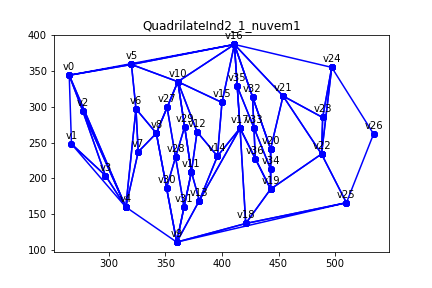 QuadrilateInd2_1_nuvem1
400
350
300
250
200
150
100
300
350
400
450
500
v0
v1
v2
v3
v4
v5
v6
v7
v8
v9
v10
v11
v12
v13
v14
v15
v16
v17
v18
v19
v20
v21
v22
v23
v24
v25
v26
v27
v28
v29
v30
v31
v32
v33
v34
v35
v36